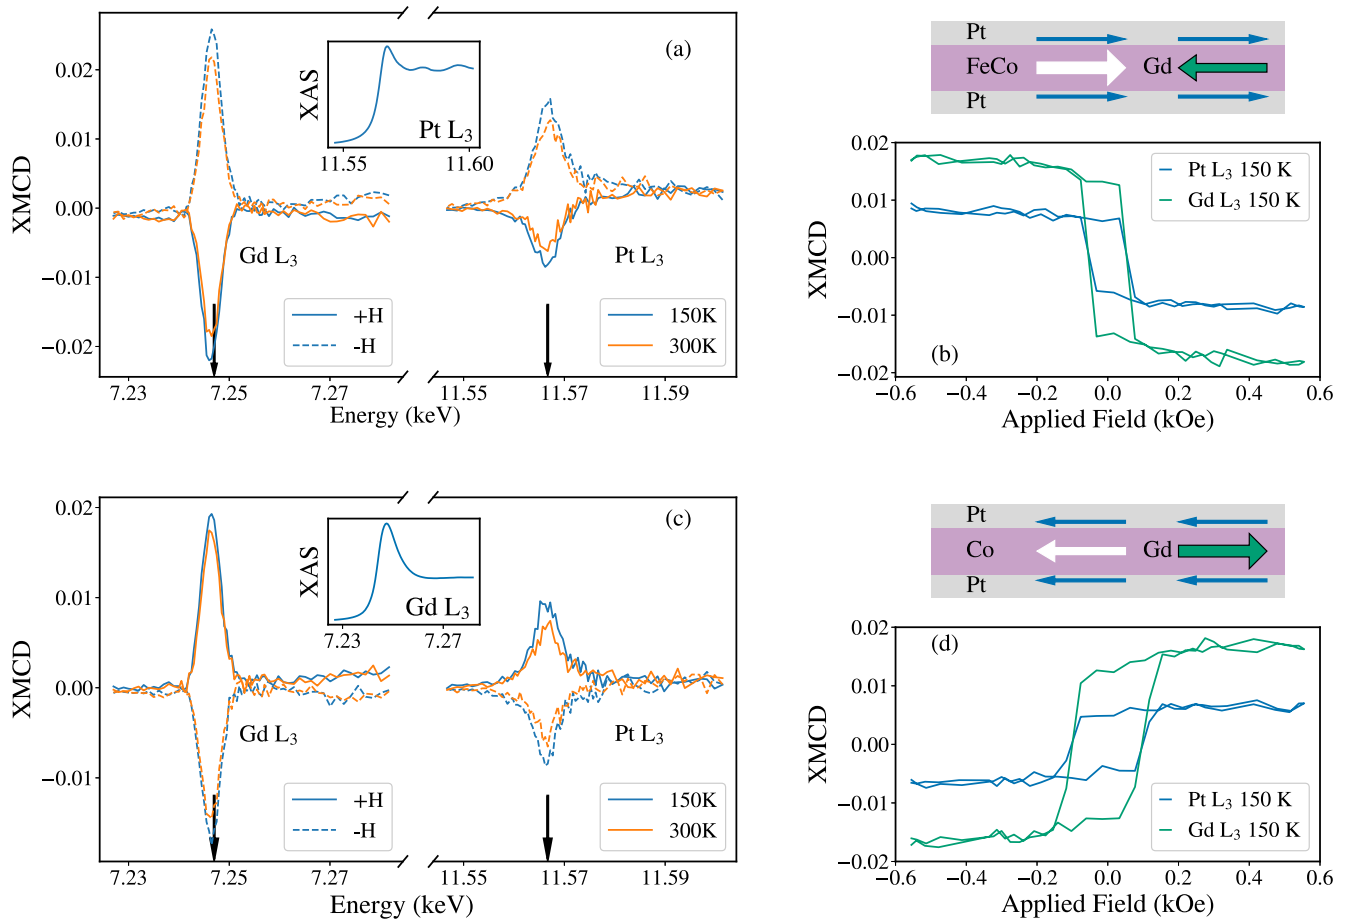 (a)
XMCD
0.02
0.01
0.00
−0.01
−0.02
XAS
Pt L3
11.55 11.60
Gd L3
Pt L3
+H
-H
150K
300K
7.23 7.25 7.27 11.55 11.57 11.59
Energy (keV)
Pt
FeCo Gd
Pt
XMCD
0.02
0.01
0.00
−0.01
−0.02
Pt L3 150 K
Gd L3 150 K
(b)
−0.6 −0.4 −0.2 0.0 0.2 0.4 0.6
Applied Field (kOe)
(c)
XMCD
0.02
0.01
0.00
−0.01
XAS
Gd L3
7.23 7.27
Gd L3
Pt L3
+H
-H
150K
300K
7.23 7.25 7.27 11.55 11.57 11.59
Energy (keV)
Pt
Co Gd
Pt
(d)
XMCD
0.02
0.01
0.00
−0.01
−0.02
Pt L3 150 K
Gd L3 150 K
−0.6 −0.4 −0.2 0.0 0.2 0.4 0.6
Applied Field (kOe)